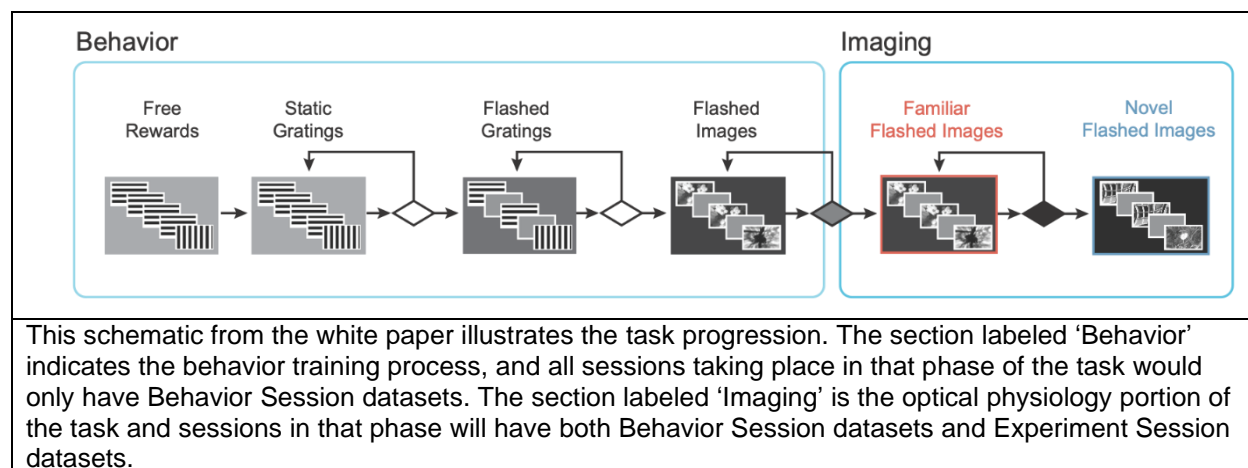 Behavior
Imaging
Free
Rewards
Static
Gratings
Flashed
Gratings
Flashed
Images
Familiar
Flashed Images
Novel
Flashed Images
This schematic from the white paper illustrates the task progression. The section labeled ‘Behavior’
indicates the behavior training process, and all sessions taking place in that phase of the task would
only have Behavior Session datasets. The section labeled ‘Imaging’ is the optical physiology portion of
the task and sessions in that phase will have both Behavior Session datasets and Experiment Session
datasets.